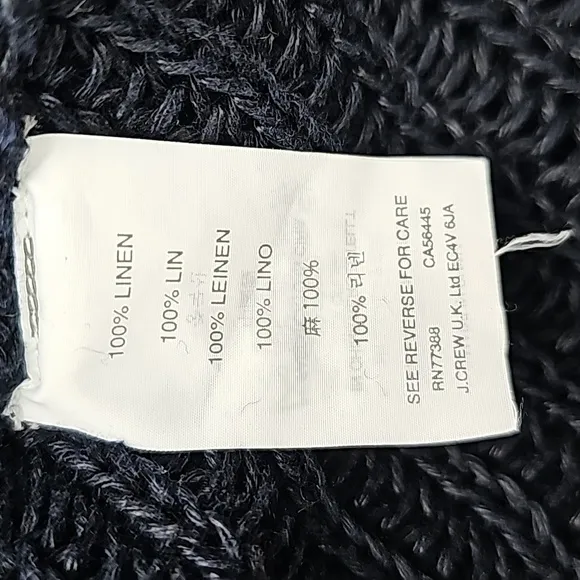 100% LINEN
100% LIN
100% LEINEN
100% LINO
麻 100%
100% 리넨
SEE REVERSE FOR CARE
RN77388 CA56445
J.CREW U.K. Ltd EC4V 6JA